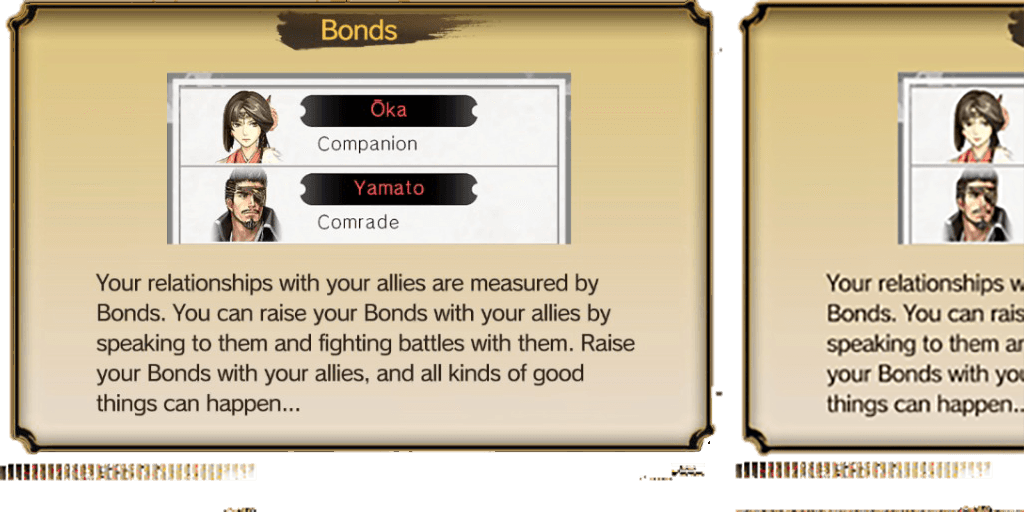 Bonds
Ōka
Companion
Yamato
Comrade
Your relationships with your allies are measured by
Bonds. You can raise your Bonds with your allies by
speaking to them and fighting battles with them. Raise
your Bonds with your allies, and all kinds of good
things can happen...
Your relationships w
Bonds. You can rais
speaking to them ar
your Bonds with you
things can happen..